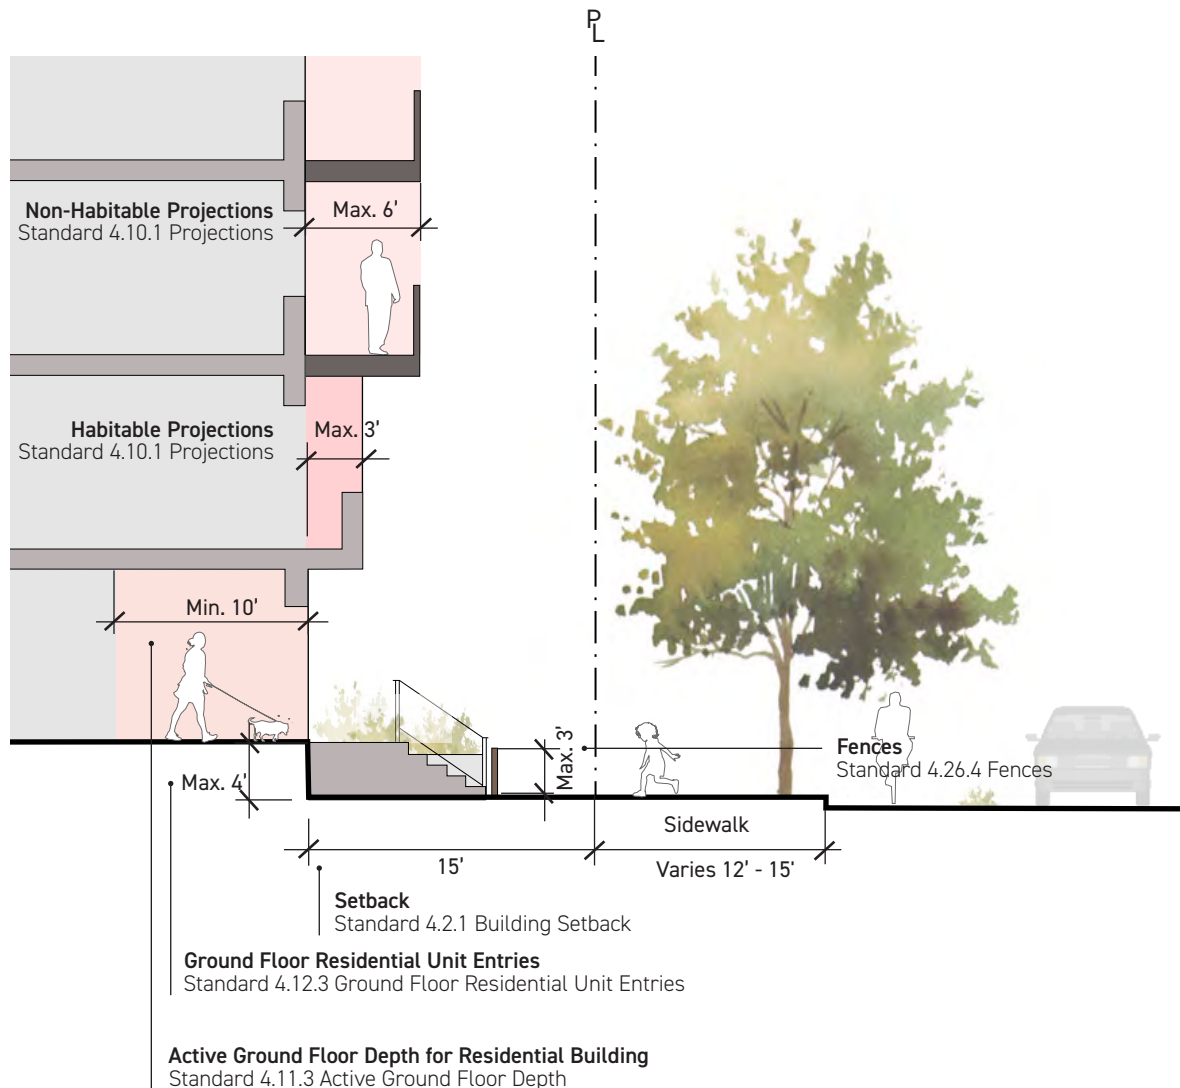 PL
Non-Habitable Projections
Standard 4.10.1 Projections
Max. 6’
Habitable Projections
Standard 4.10.1 Projections
Max. 3’
Min. 10’
Max. 4’
Max. 3’
Fences
Standard 4.26.4 Fences
Sidewalk
15’
Varies 12’ - 15’
Setback
Standard 4.2.1 Building Setback
Ground Floor Residential Unit Entries
Standard 4.12.3 Ground Floor Residential Unit Entries
Active Ground Floor Depth for Residential Building
Standard 4.11.3 Active Ground Floor Depth